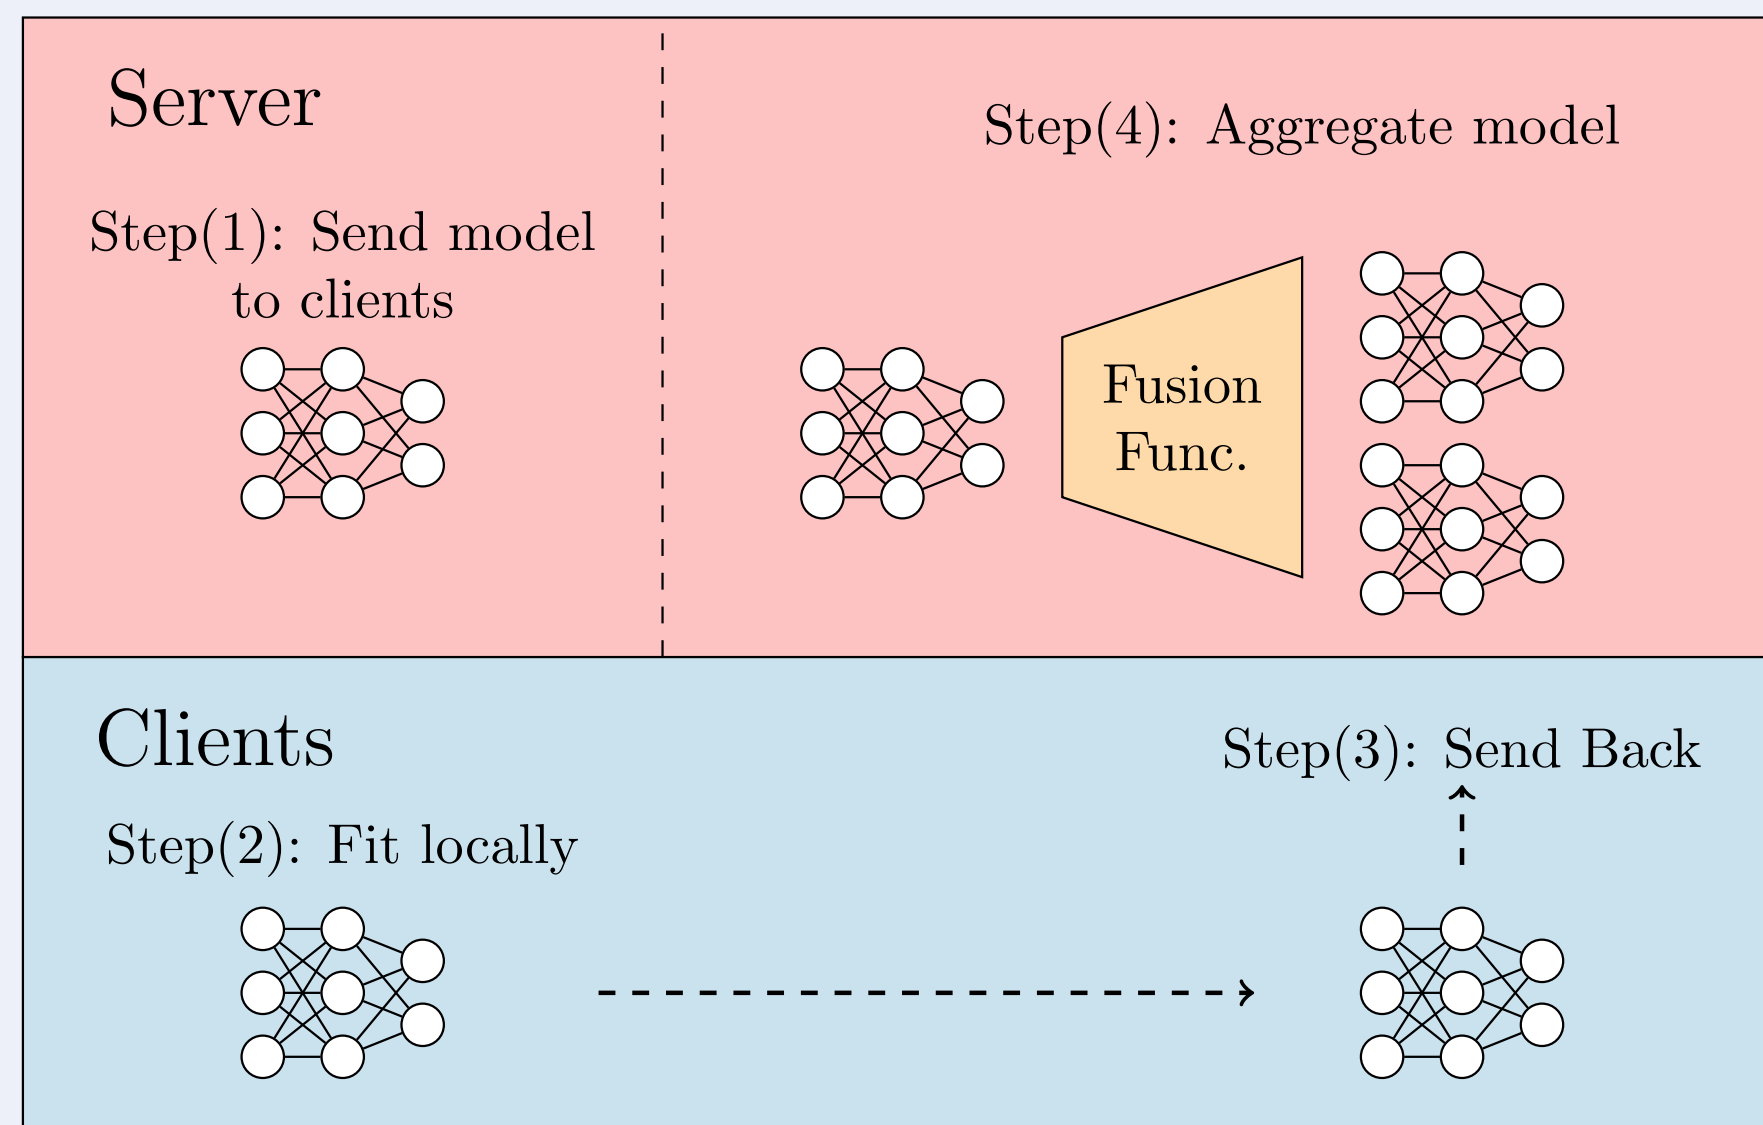 Server
Step(1): Send model
to clients
Step(4): Aggregate model
Fusion
Func.
Clients
Step(2): Fit locally
Step(3): Send Back